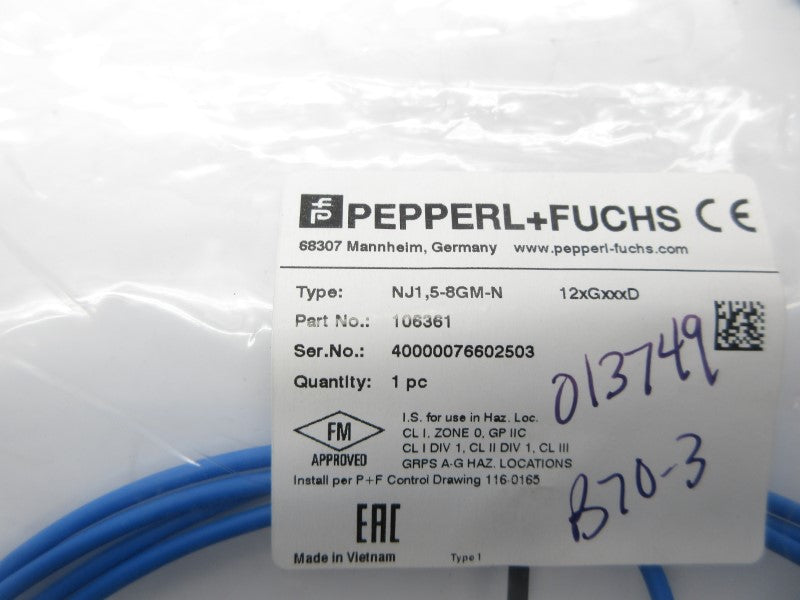 PEPPERL+FUCHS CE
68307 Mannheim, Germany www.pepperl-fuchs.com
Type: NJ1,5-8GM-N 12xGxxxD
Part No.: 106361
Ser.No.: 40000076602503
Quantity: 1 pc
013749
FM
APPROVED
I.S. for use in Haz. Loc.
CL I, ZONE 0, GP IIC
CL I DIV 1, CL II DIV 1, CL III
GRPS A-G HAZ. LOCATIONS
Install per P+F Control Drawing 116-0165
B70-3
EAC
Made in Vietnam Type 1